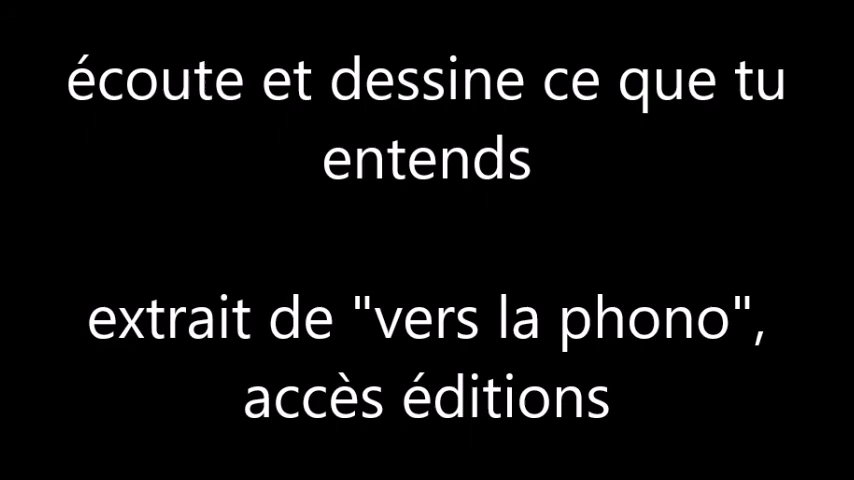 écoute et dessine ce que tu
entends
extrait de "vers la phono",
accès éditions